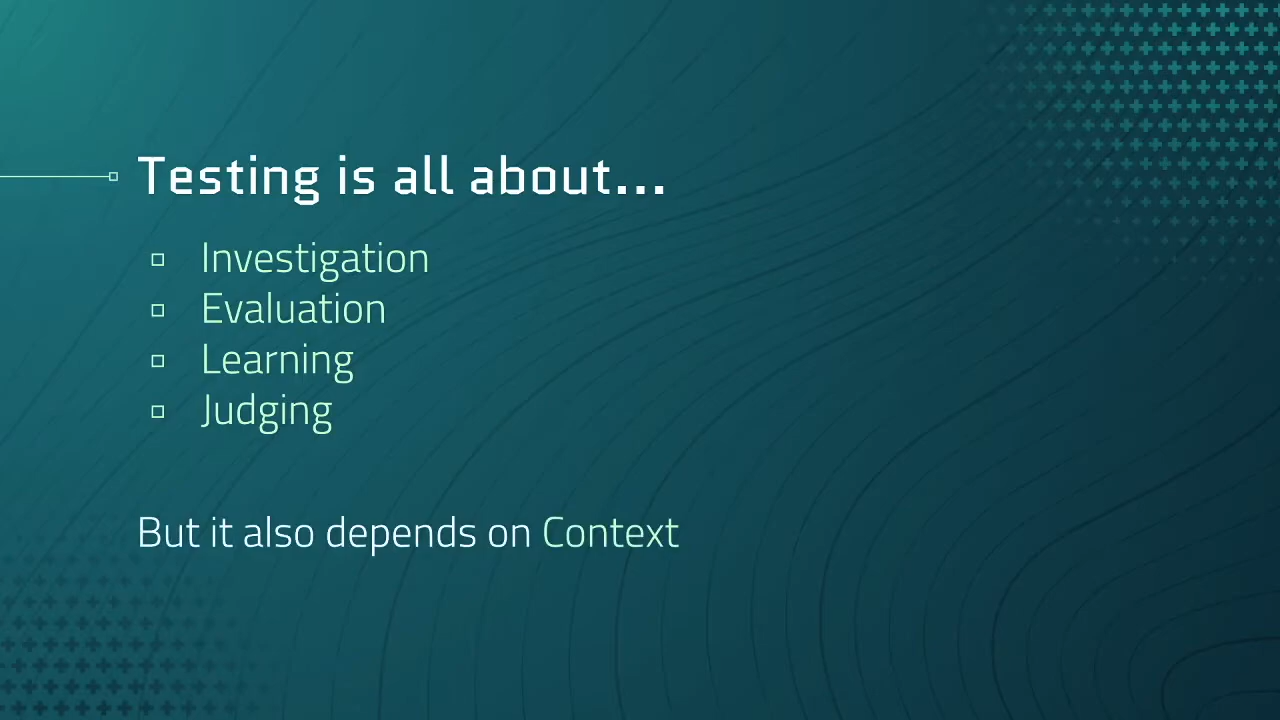 Testing is all about...
Investigation
Evaluation
Learning
Judging
But it also depends on Context